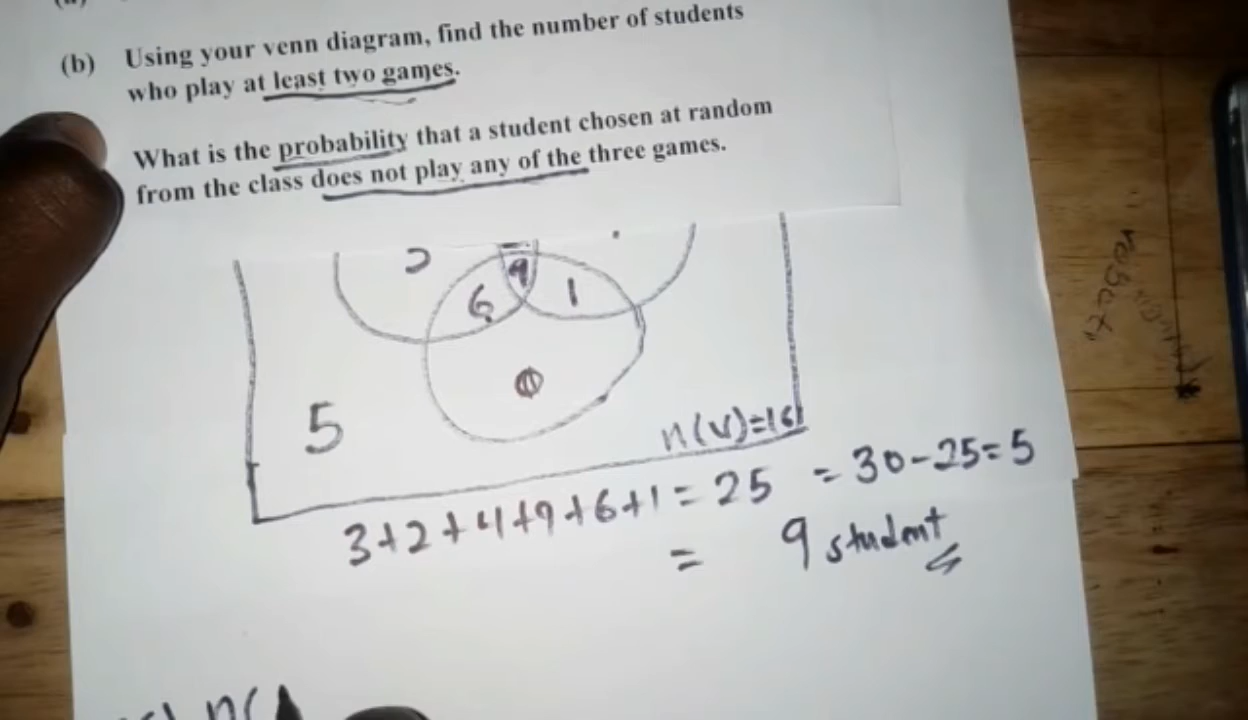 (b) Using your venn diagram, find the number of students
who play at least two games.
What is the probability that a student chosen at random
from the class does not play any of the three games.
9
6
1
5
n(V)=16
3+2+4+9+6+1=25 = 30-25=5
= 9 student